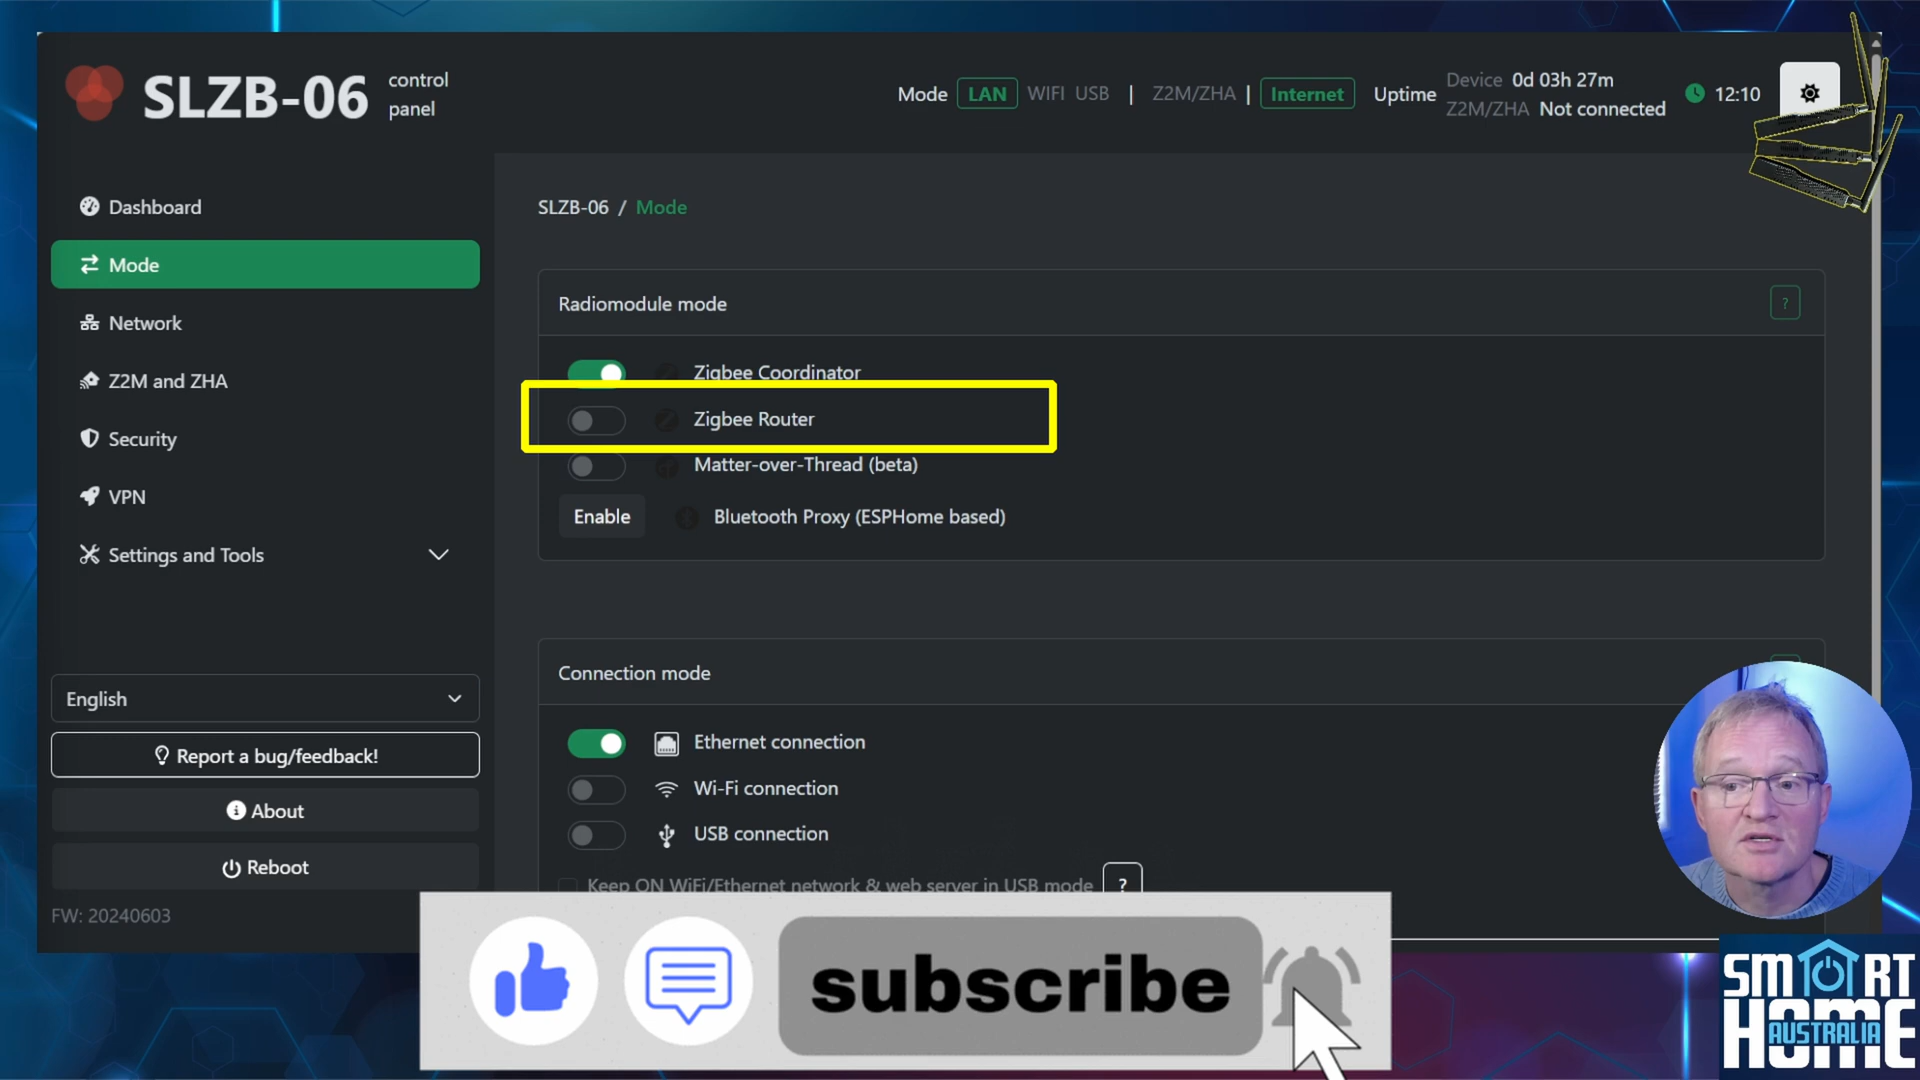 SLZB-06 control panel
Mode LAN WIFI USB | Z2M/ZHA | Internet Uptime Device 0d 03h 27m Z2M/ZHA Not connected 12:10
Dashboard
Mode
Network
Z2M and ZHA
Security
VPN
Settings and Tools
English
Report a bug/feedback!
About
Reboot
FW: 20240603
SLZB-06 / Mode
Radiomodule mode ?
Zigbee Coordinator
Zigbee Router
Matter-over-Thread (beta)
Enable Bluetooth Proxy (ESPHome based)
Connection mode
Ethernet connection
Wi-Fi connection
USB connection
Keep ON WiFi/Ethernet network & web server in USB mode ?
subscribe
SMART
HOME
AUSTRALIA